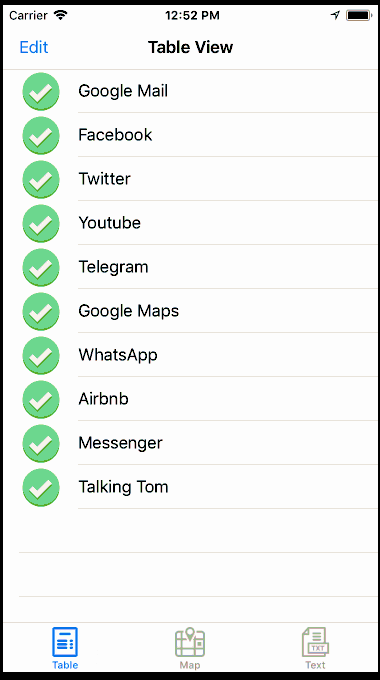 Carrier 12:52 PM
Edit Table View
Google Mail
Facebook
Twitter
Youtube
Telegram
Google Maps
WhatsApp
Airbnb
Messenger
Talking Tom
TXT
Table Map Text